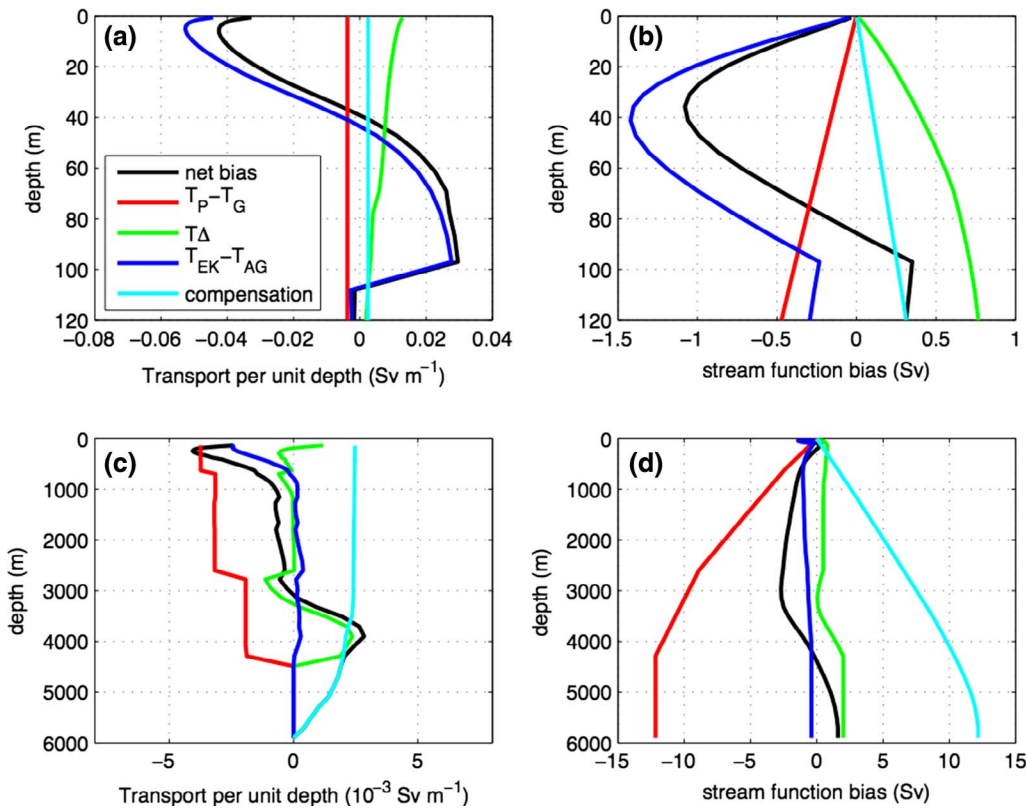 (a)
0
20
40
60
80
100
120
depth (m)
net bias
T_P−T_G
TΔ
T_EK−T_AG
compensation
−0.08 −0.06 −0.04 −0.02 0 0.02 0.04
Transport per unit depth (Sv m⁻¹)
(b)
0
20
40
60
80
100
120
depth (m)
−1.5 −1 −0.5 0 0.5 1
stream function bias (Sv)
(c)
0
1000
2000
3000
4000
5000
6000
depth (m)
−5 0 5
Transport per unit depth (10⁻³ Sv m⁻¹)
(d)
0
1000
2000
3000
4000
5000
6000
depth (m)
−15 −10 −5 0 5 10 15
stream function bias (Sv)